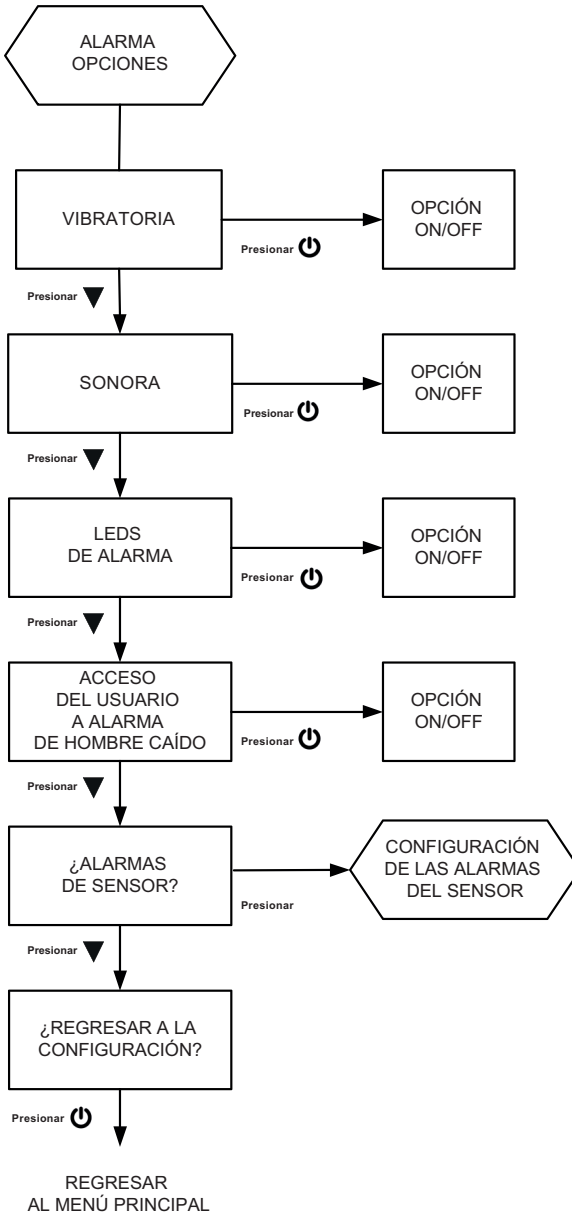 ALARMA
OPCIONES
VIBRATORIA
Presionar
OPCIÓN
ON/OFF
Presionar
SONORA
Presionar
OPCIÓN
ON/OFF
Presionar
LEDS
DE ALARMA
Presionar
OPCIÓN
ON/OFF
Presionar
ACCESO
DEL USUARIO
A ALARMA
DE HOMBRE CAÍDO
Presionar
OPCIÓN
ON/OFF
Presionar
¿ALARMAS
DE SENSOR?
Presionar
CONFIGURACIÓN
DE LAS ALARMAS
DEL SENSOR
Presionar
¿REGRESAR A LA
CONFIGURACIÓN?
Presionar
REGRESAR
AL MENÚ PRINCIPAL